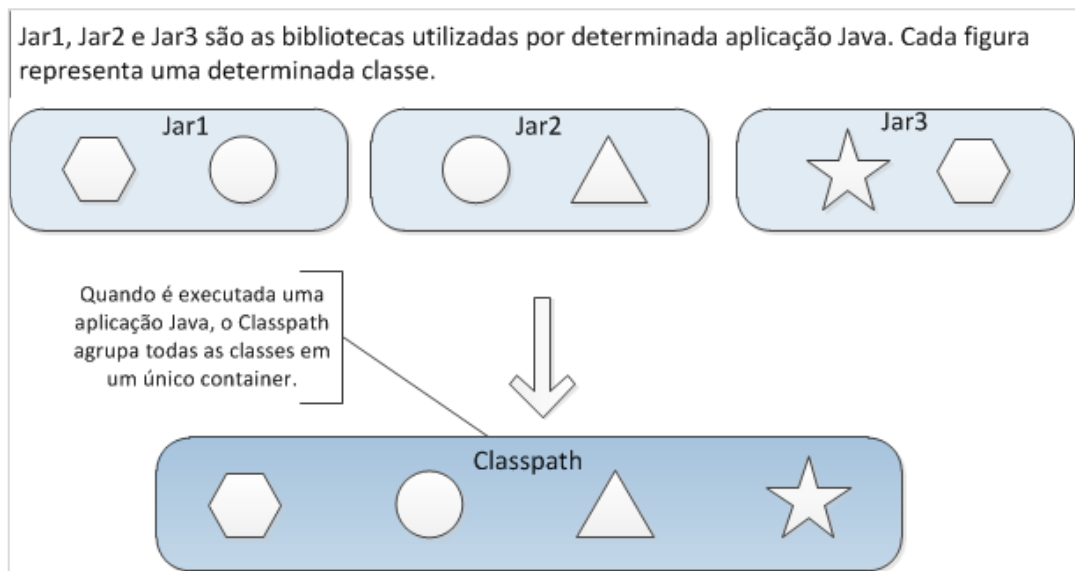 Jar1, Jar2 e Jar3 são as bibliotecas utilizadas por determinada aplicação Java. Cada figura
representa uma determinada classe.
Jar1
Jar2
Jar3
Quando é executada uma
aplicação Java, o Classpath
agrupa todas as classes em
um único container.
Classpath